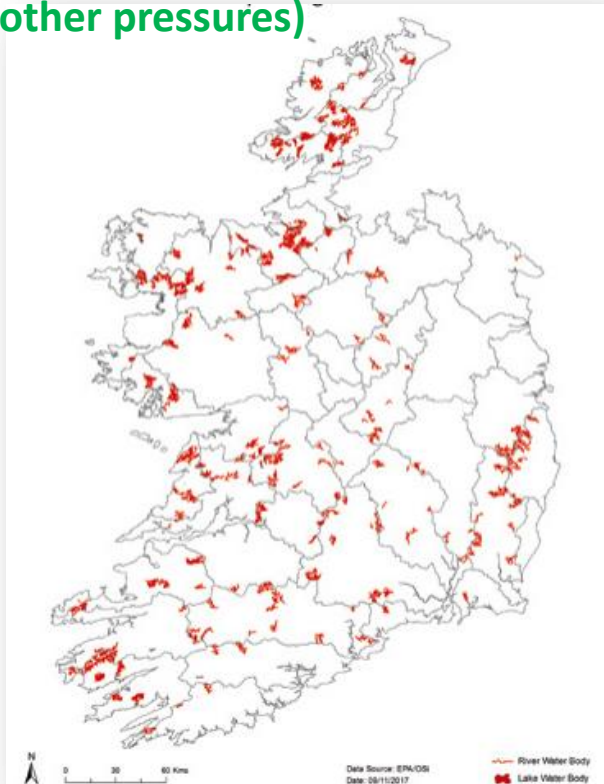 other pressures)
N
0 30 60 Kms
Data Source: EPA/OSi
Date: 09/11/2017
River Water Body
Lake Water Body